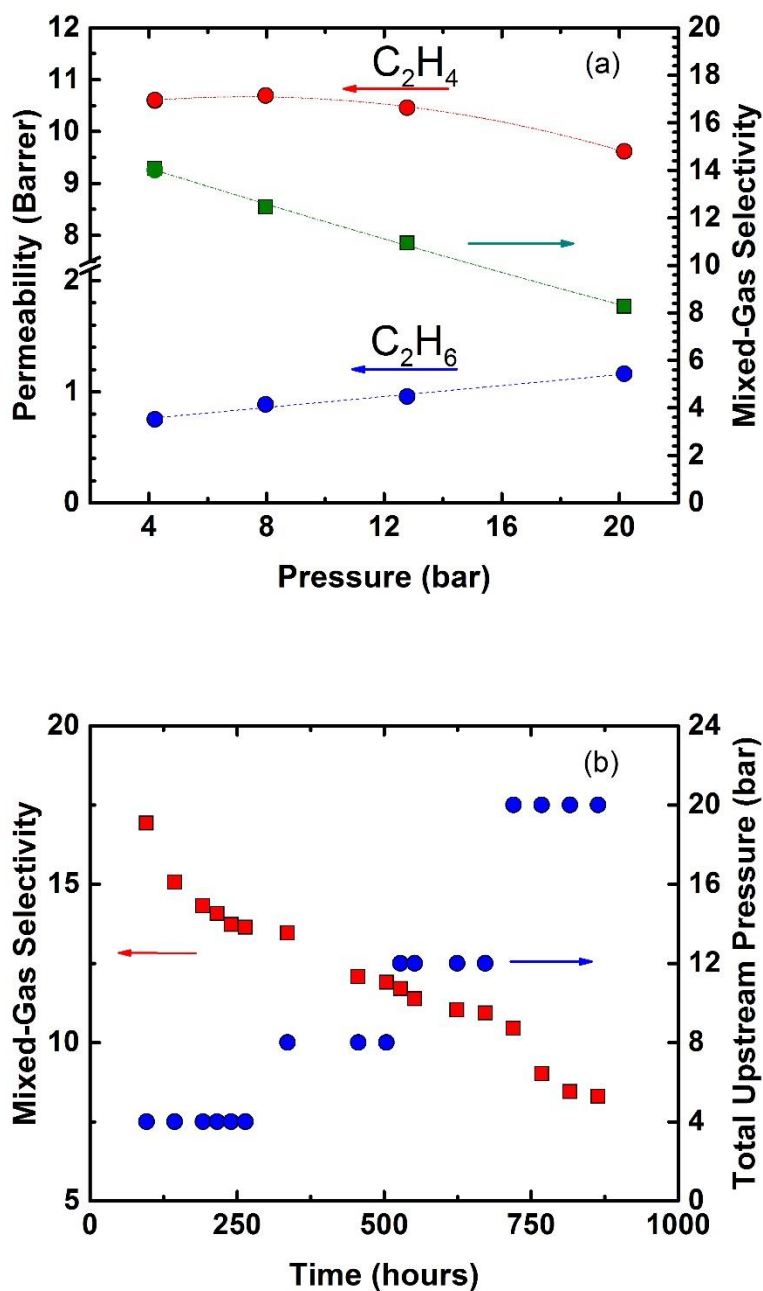 12
11
10
9
8
2
1
0
Permeability (Barrer)
C₂H₄
(a)
C₂H₆
20
18
16
14
12
10
8
6
4
2
0
Mixed-Gas Selectivity
4 8 12 16 20
Pressure (bar)
20
15
10
5
Mixed-Gas Selectivity
(b)
24
20
16
12
8
4
0
Total Upstream Pressure (bar)
0 250 500 750 1000
Time (hours)